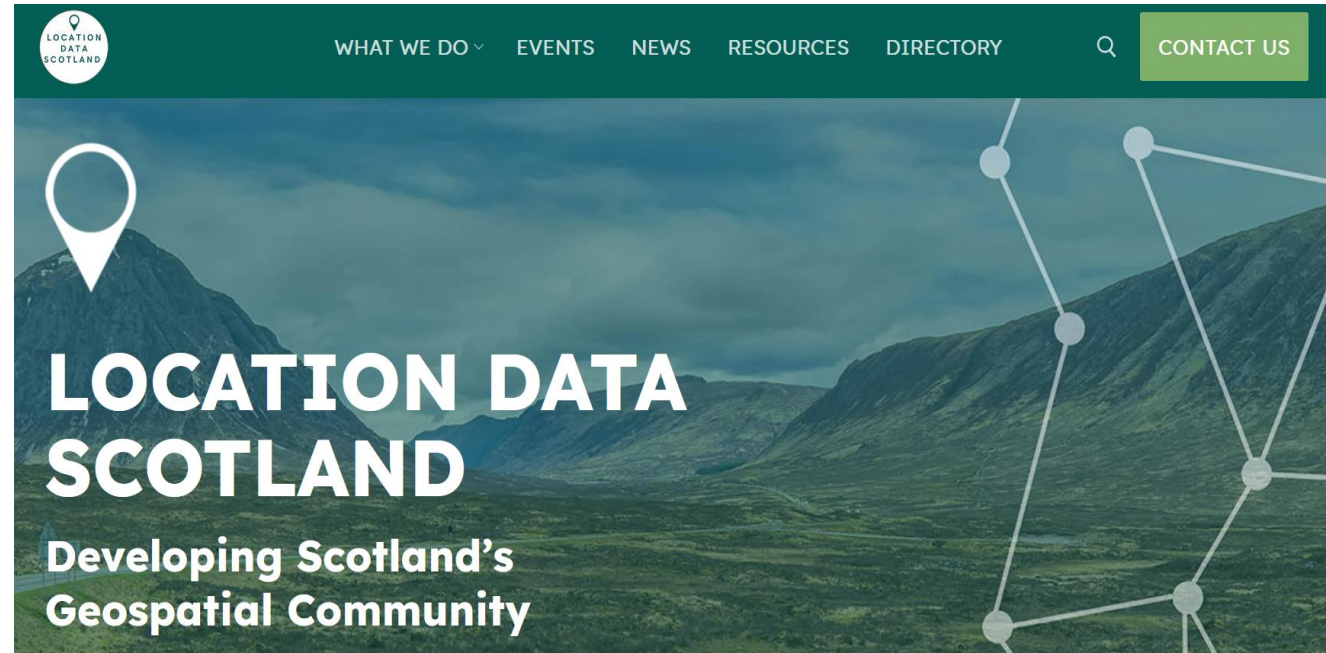 LOCATION
DATA
SCOTLAND
WHAT WE DO
EVENTS
NEWS
RESOURCES
DIRECTORY
CONTACT US
LOCATION DATA
SCOTLAND
Developing Scotland’s
Geospatial Community